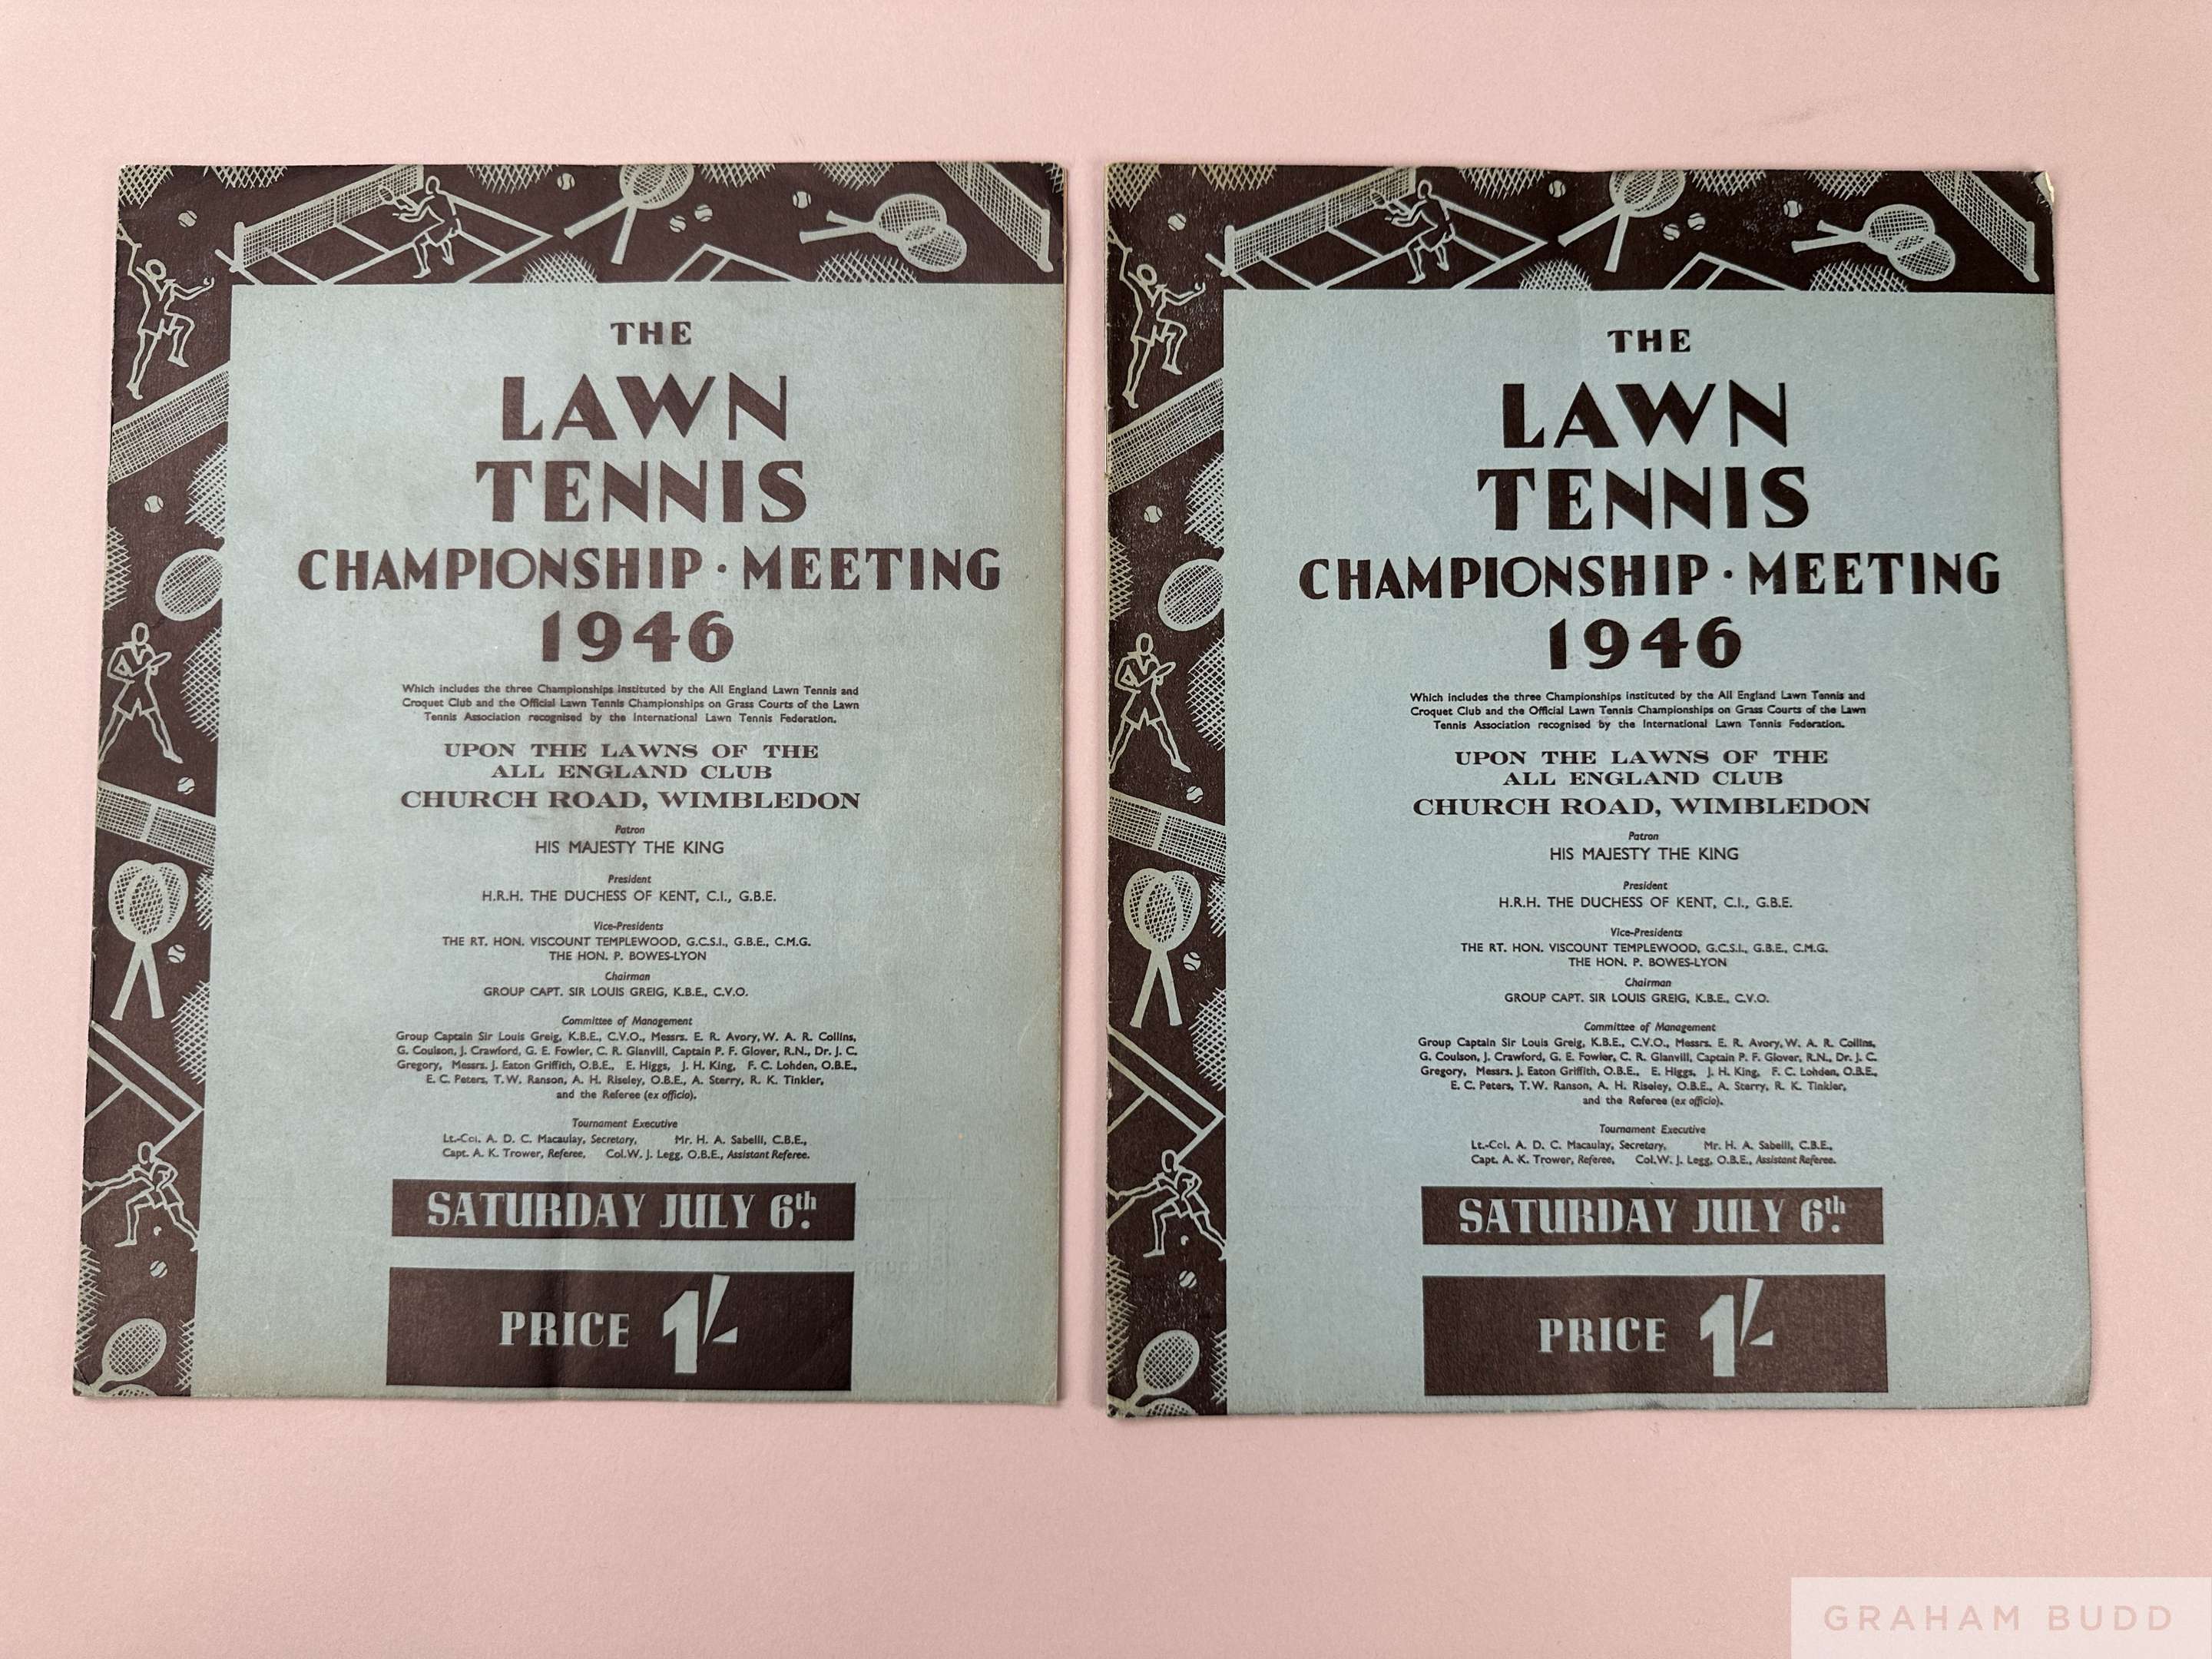 THE
LAWN
TENNIS
CHAMPIONSHIP · MEETING
1946
Which includes the three Championships instituted by the All England Lawn Tennis and
Croquet Club and the Official Lawn Tennis Championships on Grass Courts of the Lawn
Tennis Association recognised by the International Lawn Tennis Federation.
UPON THE LAWNS OF THE
ALL ENGLAND CLUB
CHURCH ROAD, WIMBLEDON
Patron
HIS MAJESTY THE KING
President
H.R.H. THE DUCHESS OF KENT, C.I., G.B.E.
Vice-Presidents
THE RT. HON. VISCOUNT TEMPLEWOOD, G.C.S.I., G.B.E., C.M.G.
THE HON. P. BOWES-LYON
Chairman
GROUP CAPT. SIR LOUIS GREIG, K.B.E., C.V.O.
Committee of Management
Group Captain Sir Louis Greig, K.B.E., C.V.O., Messrs. E. R. Avory, W. A. R. Collins,
G. Coulson, J. Crawford, G. E. Fowler, C. R. Glanvill, Captain P. F. Glover, R.N., Dr. J. C.
Gregory, Messrs. J. Eaton Griffith, O.B.E., E. Higgs, J. H. King, F. C. Lohden, O.B.E.,
E. C. Peters, T. W. Ranson, A. H. Riseley, O.B.E., A. Sterry, R. K. Tinkler,
and the Referee (ex officio).
Tournament Executive
Lt.-Col. A. D. C. Macaulay, Secretary, Mr. H. A. Sabelli, C.B.E.,
Capt. A. K. Trower, Referee, Col. W. J. Legg, O.B.E., Assistant Referee.
SATURDAY JULY 6th.
PRICE 1/-
THE
LAWN
TENNIS
CHAMPIONSHIP · MEETING
1946
Which includes the three Championships instituted by the All England Lawn Tennis and
Croquet Club and the Official Lawn Tennis Championships on Grass Courts of the Lawn
Tennis Association recognised by the International Lawn Tennis Federation.
UPON THE LAWNS OF THE
ALL ENGLAND CLUB
CHURCH ROAD, WIMBLEDON
Patron
HIS MAJESTY THE KING
President
H.R.H. THE DUCHESS OF KENT, C.I., G.B.E.
Vice-Presidents
THE RT. HON. VISCOUNT TEMPLEWOOD, G.C.S.I., G.B.E., C.M.G.
THE HON. P. BOWES-LYON
Chairman
GROUP CAPT. SIR LOUIS GREIG, K.B.E., C.V.O.
Committee of Management
Group Captain Sir Louis Greig, K.B.E., C.V.O., Messrs. E. R. Avory, W. A. R. Collins,
G. Coulson, J. Crawford, G. E. Fowler, C. R. Glanvill, Captain P. F. Glover, R.N., Dr. J. C.
Gregory, Messrs. J. Eaton Griffith, O.B.E., E. Higgs, J. H. King, F. C. Lohden, O.B.E.,
E. C. Peters, T. W. Ranson, A. H. Riseley, O.B.E., A. Sterry, R. K. Tinkler,
and the Referee (ex officio).
Tournament Executive
Lt.-Col. A. D. C. Macaulay, Secretary, Mr. H. A. Sabelli, C.B.E.,
Capt. A. K. Trower, Referee, Col. W. J. Legg, O.B.E., Assistant Referee.
SATURDAY JULY 6th.
PRICE 1/-
GRAHAM BUDD